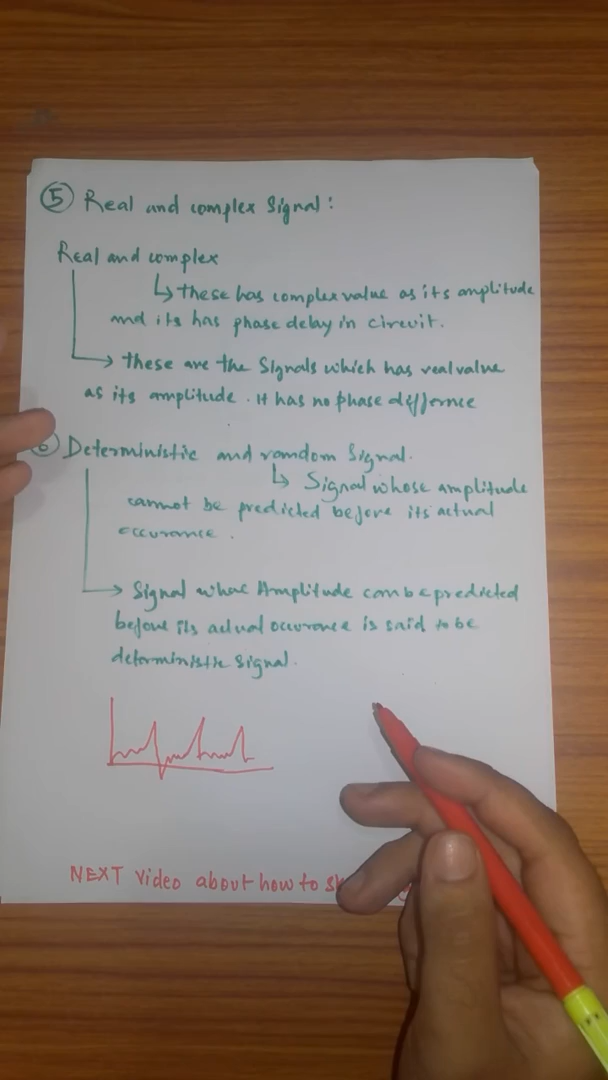 5 Real and complex Signal:
Real and complex
these has complex value as its amplitude
and its has phase delay in circuit.
these are the Signals which has real value
as its amplitude. it has no phase differnce
Deterministic and random Signal.
Signal whose amplitude
cannot be predicted before its actual
occurance.
Signal whose Amplitude can be predicted
before its actual occurance is said to be
deterministic signal.
NEXT video about how to